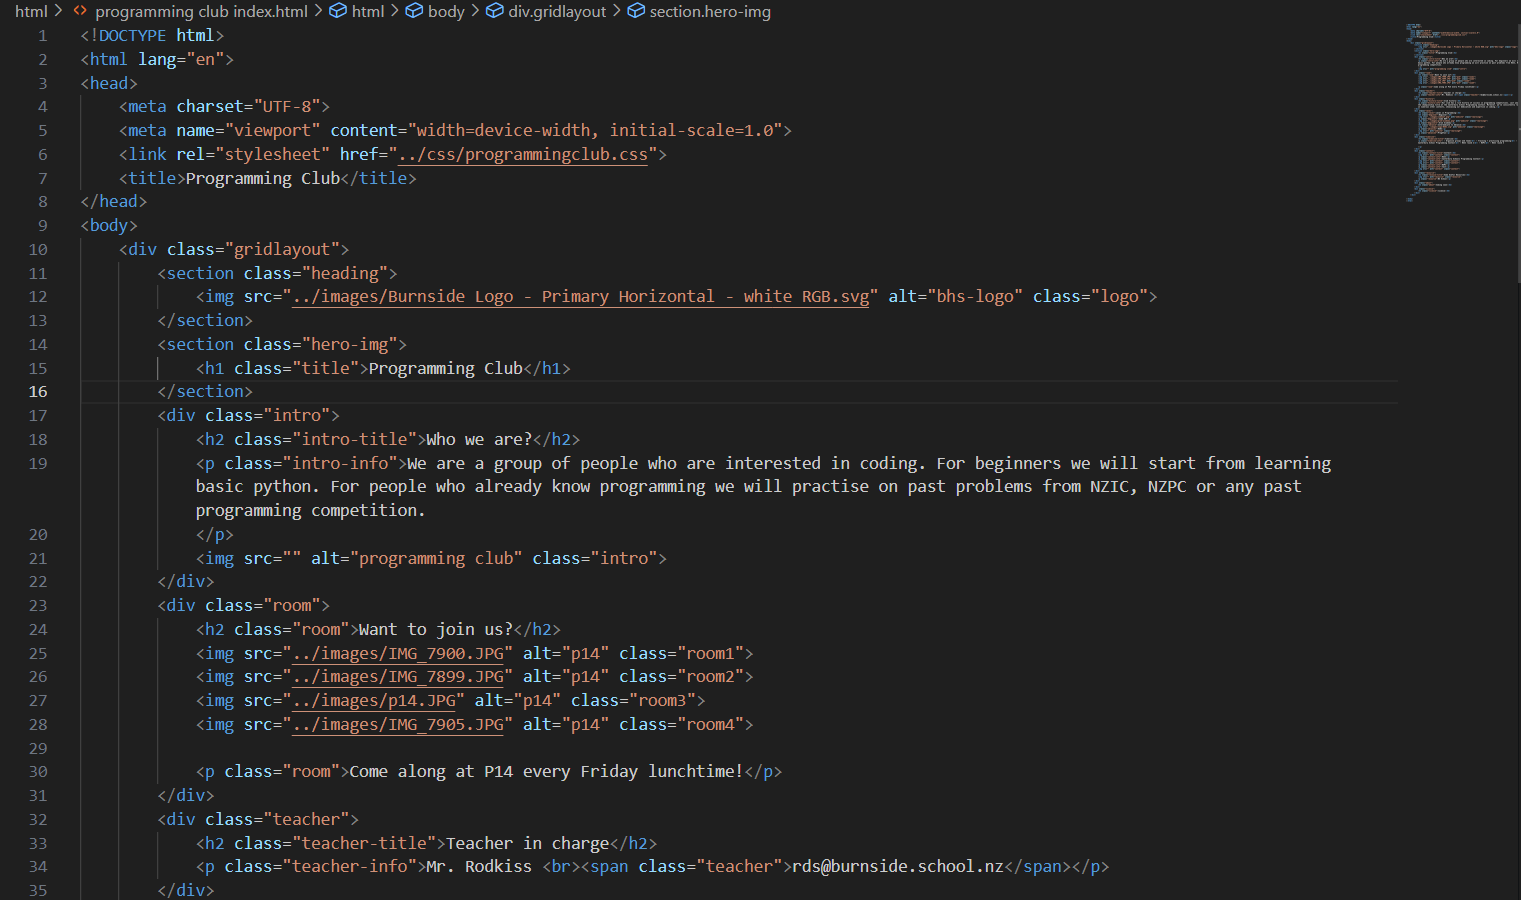 html > <> programming club index.html > html > body > div.gridlayout > section.hero-img
1 <!DOCTYPE html>
2 <html lang="en">
3 <head>
4 <meta charset="UTF-8">
5 <meta name="viewport" content="width=device-width, initial-scale=1.0">
6 <link rel="stylesheet" href="../css/programmingclub.css">
7 <title>Programming Club</title>
8 </head>
9 <body>
10 <div class="gridlayout">
11 <section class="heading">
12 <img src="../images/Burnside Logo - Primary Horizontal - white RGB.svg" alt="bhs-logo" class="logo">
13 </section>
14 <section class="hero-img">
15 <h1 class="title">Programming Club</h1>
16 </section>
17 <div class="intro">
18 <h2 class="intro-title">Who we are?</h2>
19 <p class="intro-info">We are a group of people who are interested in coding. For beginners we will start from learning
basic python. For people who already know programming we will practise on past problems from NZIC, NZPC or any past
programming competition.
20 </p>
21 <img src="" alt="programming club" class="intro">
22 </div>
23 <div class="room">
24 <h2 class="room">Want to join us?</h2>
25 <img src="../images/IMG_7900.JPG" alt="p14" class="room1">
26 <img src="../images/IMG_7899.JPG" alt="p14" class="room2">
27 <img src="../images/p14.JPG" alt="p14" class="room3">
28 <img src="../images/IMG_7905.JPG" alt="p14" class="room4">
29
30 <p class="room">Come along at P14 every Friday lunchtime!</p>
31 </div>
32 <div class="teacher">
33 <h2 class="teacher-title">Teacher in charge</h2>
34 <p class="teacher-info">Mr. Rodkiss <br><span class="teacher">rds@burnside.school.nz</span></p>
35 </div>